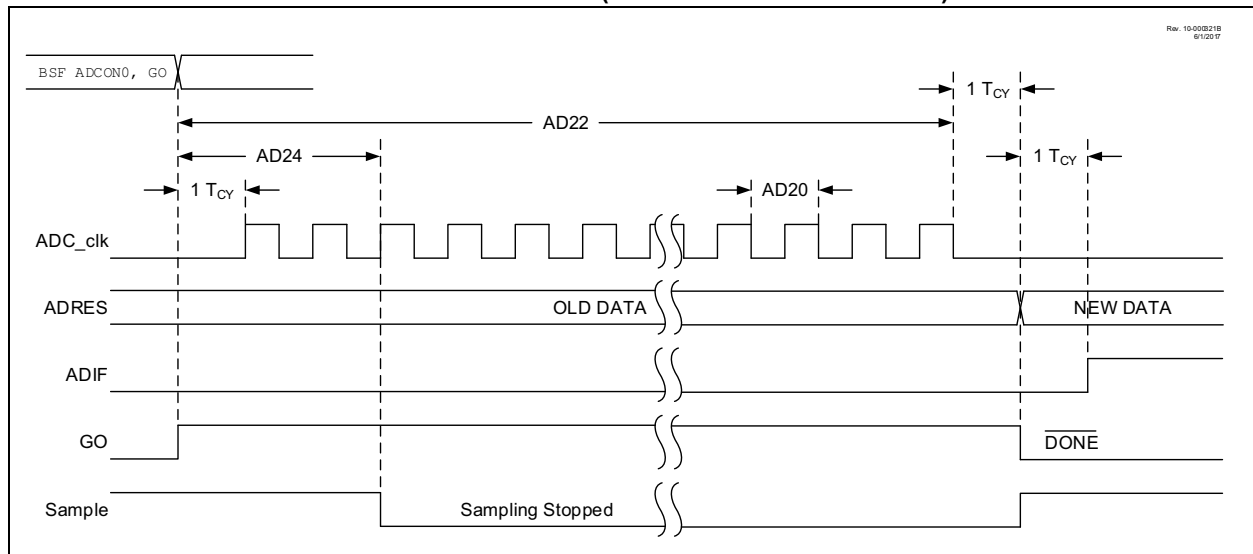 Rev. 10-000321B
6/1/2017
BSF ADCON0, GO
1 TCY
AD22
1 TCY
AD24
1 TCY
AD20
ADC_clk
ADRES
OLD DATA
NEW DATA
ADIF
GO
DONE
Sample
Sampling Stopped